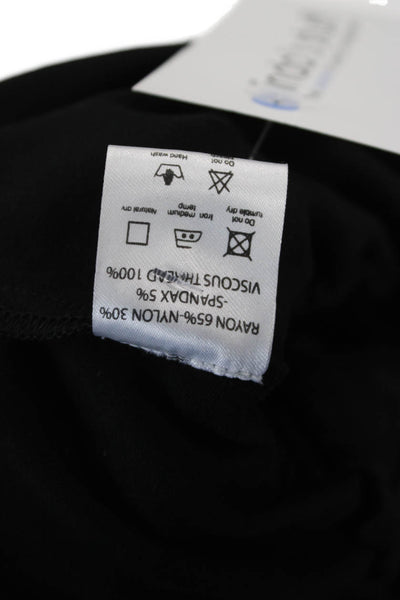 RAYON 65%-NYLON 30%
-SPANDAX 5%
VISCOUS THREAD 100%
Do not tumble dry
Iron medium temp
Natural dry
Do not
Hang wash